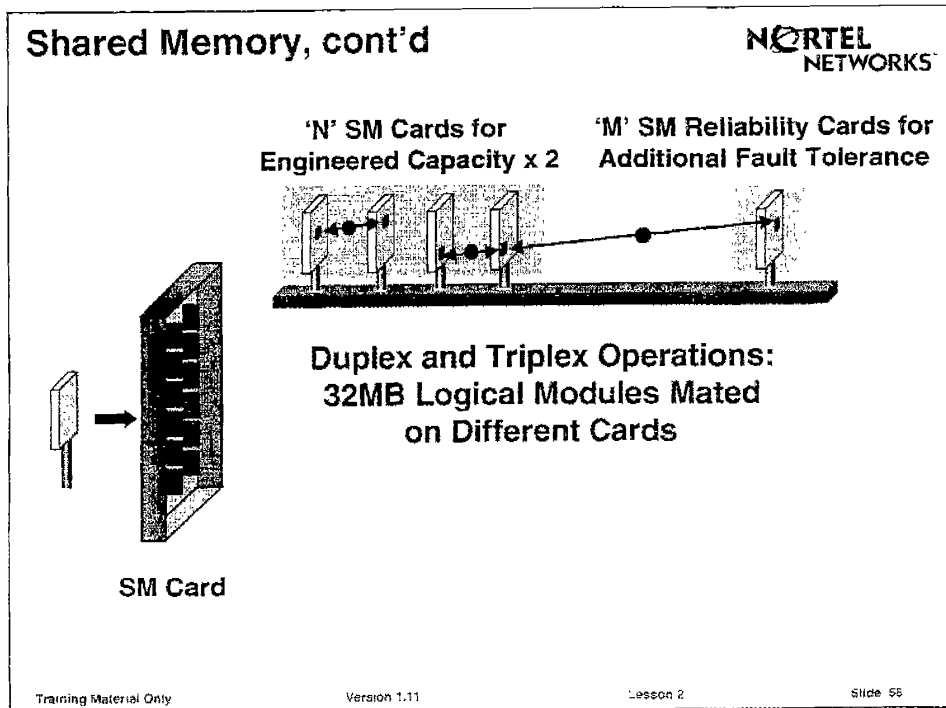 Shared Memory, cont'd
NORTEL
NETWORKS
'N' SM Cards for
Engineered Capacity x 2
'M' SM Reliability Cards for
Additional Fault Tolerance
Duplex and Triplex Operations:
32MB Logical Modules Mated
on Different Cards
SM Card
Training Material Only
Version 1.11
Lesson 2
Slide 58